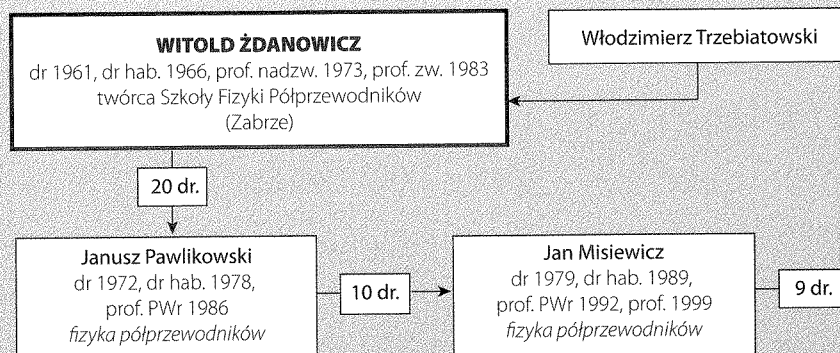 WITOLD ŻDANOWICZ
dr 1961, dr hab. 1966, prof. nadzw. 1973, prof. zw. 1983
twórca Szkoły Fizyki Półprzewodników
(Zabrze)
Włodzimierz Trzebiatowski
20 dr.
Janusz Pawlikowski
dr 1972, dr hab. 1978,
prof. PWr 1986
fizyka półprzewodników
10 dr.
Jan Misiewicz
dr 1979, dr hab. 1989,
prof. PWr 1992, prof. 1999
fizyka półprzewodników
9 dr.